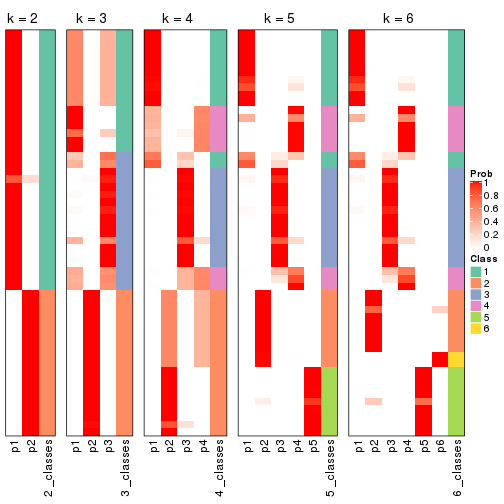 k = 2
k = 3
k = 4
k = 5
k = 6
Prob
1
0.8
0.6
0.4
0.2
0
Class
1
2
3
4
5
6
p1
p2
2_classes
p1
p2
p3
3_classes
p1
p2
p3
p4
4_classes
p1
p2
p3
p4
p5
5_classes
p1
p2
p3
p4
p5
p6
6_classes